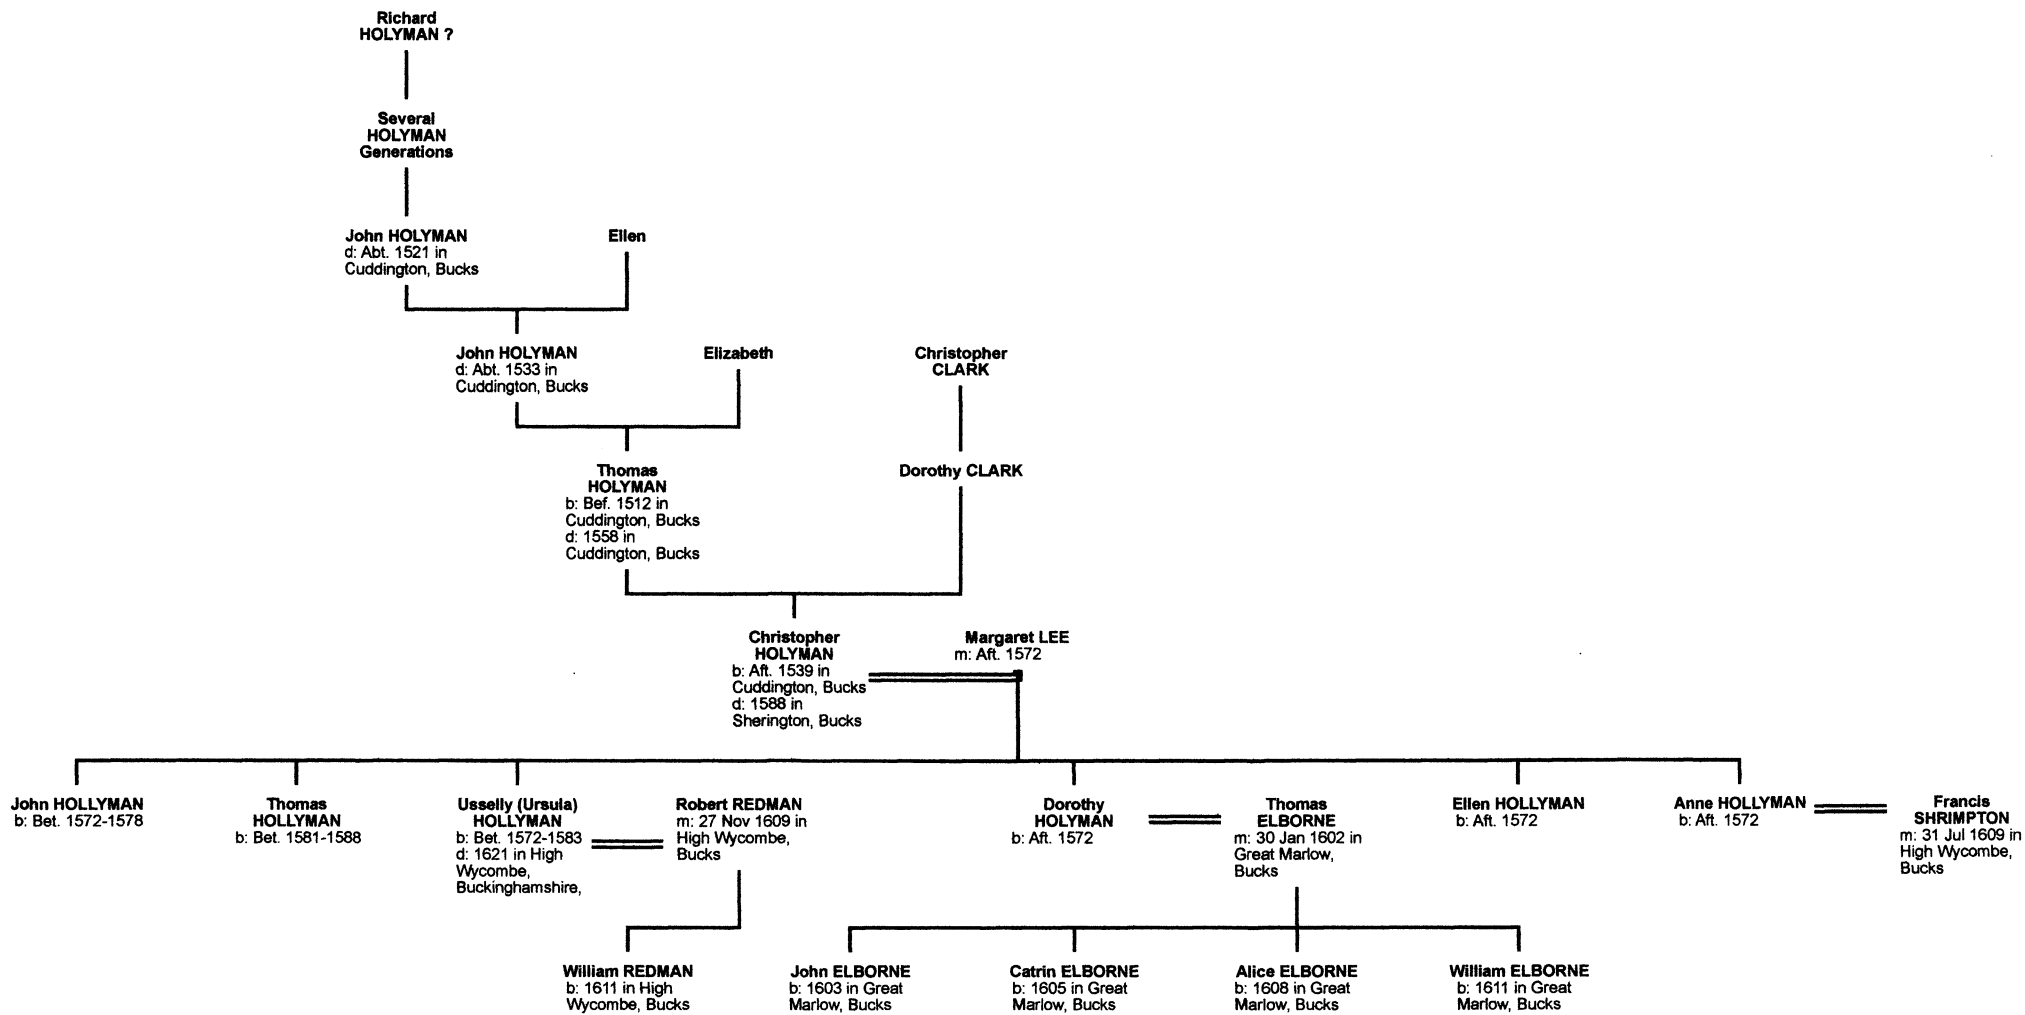 Richard
HOLYMAN ?
Several
HOLYMAN
Generations
John HOLYMAN
d: Abt. 1521 in
Cuddington, Bucks
Ellen
John HOLYMAN
d: Abt. 1533 in
Cuddington, Bucks
Elizabeth
Christopher
CLARK
Thomas
HOLYMAN
b: Bef. 1512 in
Cuddington, Bucks
d: 1558 in
Cuddington, Bucks
Dorothy CLARK
Christopher
HOLYMAN
b: Aft. 1539 in
Cuddington, Bucks
d: 1588 in
Sherington, Bucks
Margaret LEE
m: Aft. 1572
John HOLLYMAN
b: Bet. 1572-1578
Thomas
HOLLYMAN
b: Bet. 1581-1588
Usselly (Ursula)
HOLLYMAN
b: Bet. 1572-1583
d: 1621 in High
Wycombe,
Buckinghamshire,
Robert REDMAN
m: 27 Nov 1609 in
High Wycombe,
Bucks
Dorothy
HOLYMAN
b: Aft. 1572
Thomas
ELBORNE
m: 30 Jan 1602 in
Great Marlow,
Bucks
Ellen HOLLYMAN
b: Aft. 1572
Anne HOLLYMAN
b: Aft. 1572
Francis
SHRIMPTON
m: 31 Jul 1609 in
High Wycombe,
Bucks
William REDMAN
b: 1611 in High
Wycombe, Bucks
John ELBORNE
b: 1603 in Great
Marlow, Bucks
Catrin ELBORNE
b: 1605 in Great
Marlow, Bucks
Alice ELBORNE
b: 1608 in Great
Marlow, Bucks
William ELBORNE
b: 1611 in Great
Marlow, Bucks